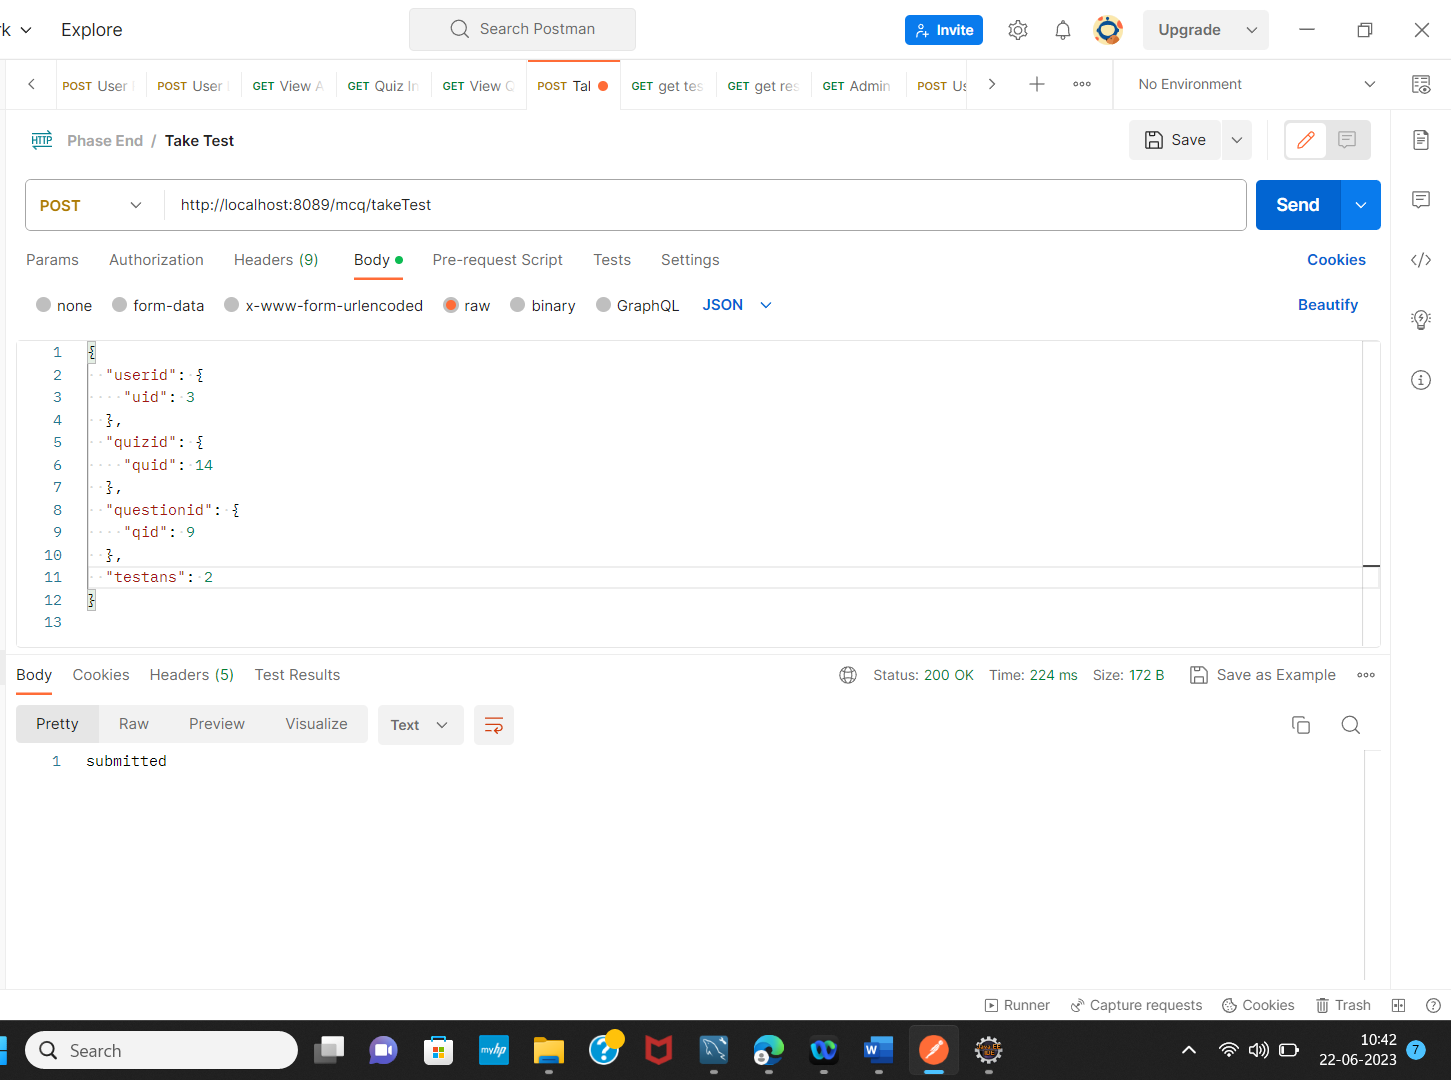 rk Explore Search Postman Invite Upgrade
POST User POST User GET View A GET Quiz In GET View Q POST Tal GET get tes GET get res GET Admin POST Us No Environment
HTTP Phase End / Take Test Save
POST http://localhost:8089/mcq/takeTest Send
Params Authorization Headers (9) Body Pre-request Script Tests Settings Cookies
none form-data x-www-form-urlencoded raw binary GraphQL JSON Beautify
1 {
2 "userid": {
3 "uid": 3
4 },
5 "quizid": {
6 "quid": 14
7 },
8 "questionid": {
9 "qid": 9
10 },
11 "testans": 2
12 }
13
Body Cookies Headers (5) Test Results Status: 200 OK Time: 224 ms Size: 172 B Save as Example
Pretty Raw Preview Visualize Text
1 submitted
Runner Capture requests Cookies Trash
Search myhp W 10:42
22-06-2023 7